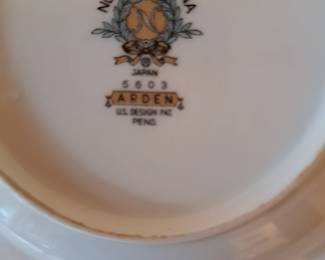 N
JAPAN
5603
ARDEN
U.S. DESIGN PAT.
PEND.